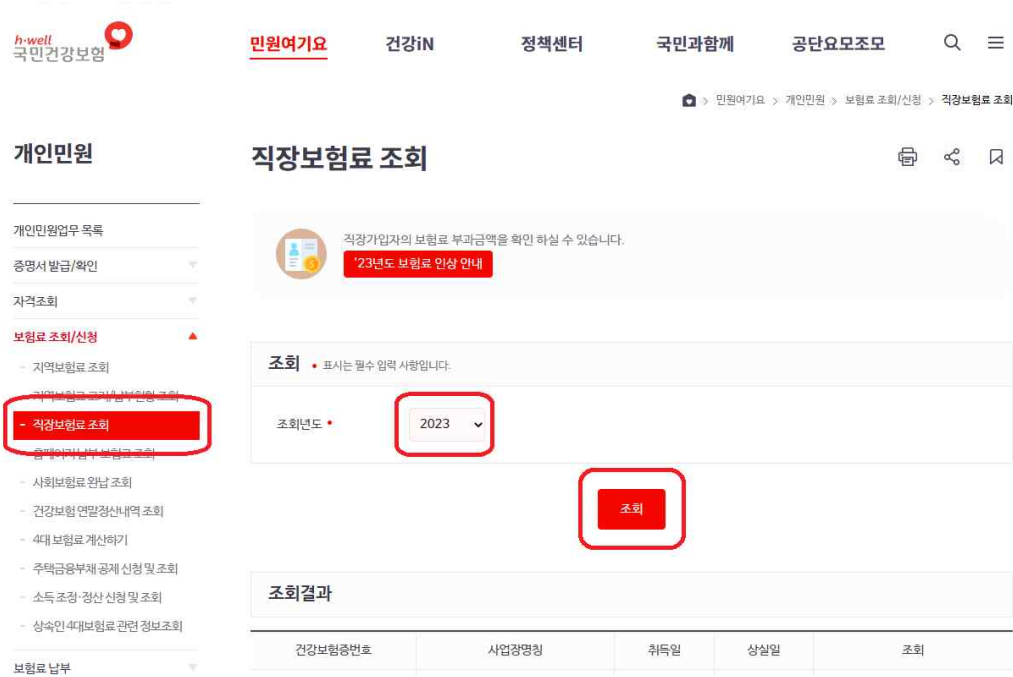 h·well
국민건강보험
민원여기요 건강iN 정책센터 국민과함께 공단요모조모
> 민원여기요 > 개인민원 > 보험료 조회/신청 > 직장보험료 조회
개인민원
직장보험료 조회
개인민원업무 목록
증명서 발급/확인
자격조회
보험료 조회/신청
- 지역보험료 조회
- 직장보험료 조회
- 사회보험료 완납 조회
- 건강보험 연말정산내역 조회
- 4대 보험료 계산하기
- 주택금융부채 공제 신청 및 조회
- 소득 조정·정산 신청 및 조회
- 상속인 4대보험료 관련 정보조회
보험료 납부
직장가입자의 보험료 부과금액을 확인 하실 수 있습니다.
'23년도 보험료 인상 안내
조회 • 표시는 필수 입력 사항입니다.
조회년도 • 2023
조회
조회결과
건강보험증번호 사업장명칭 취득일 상실일 조회